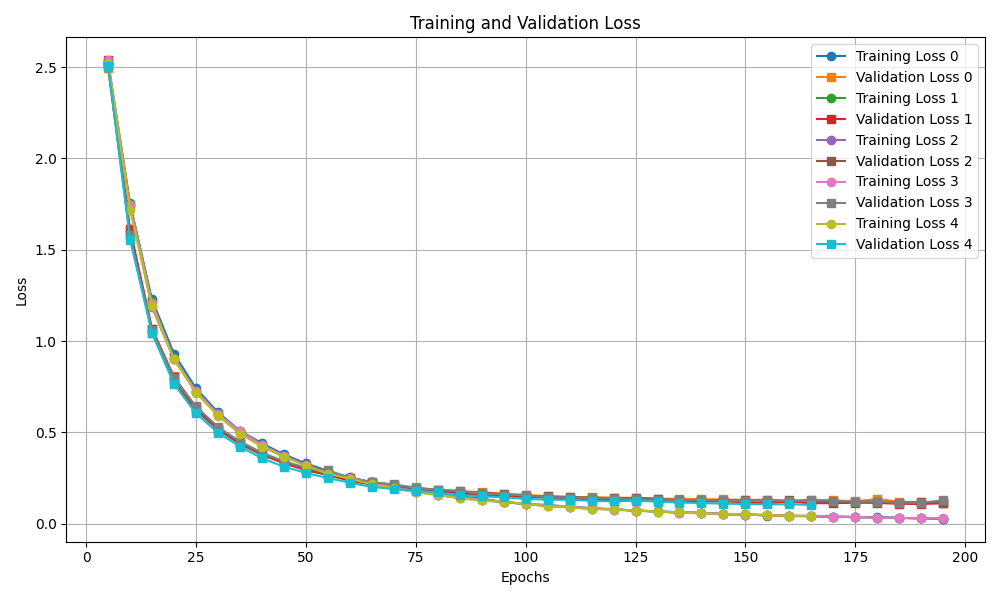 Training and Validation Loss
Loss
2.5
2.0
1.5
1.0
0.5
0.0
Training Loss 0
Validation Loss 0
Training Loss 1
Validation Loss 1
Training Loss 2
Validation Loss 2
Training Loss 3
Validation Loss 3
Training Loss 4
Validation Loss 4
0 25 50 75 100 125 150 175 200
Epochs